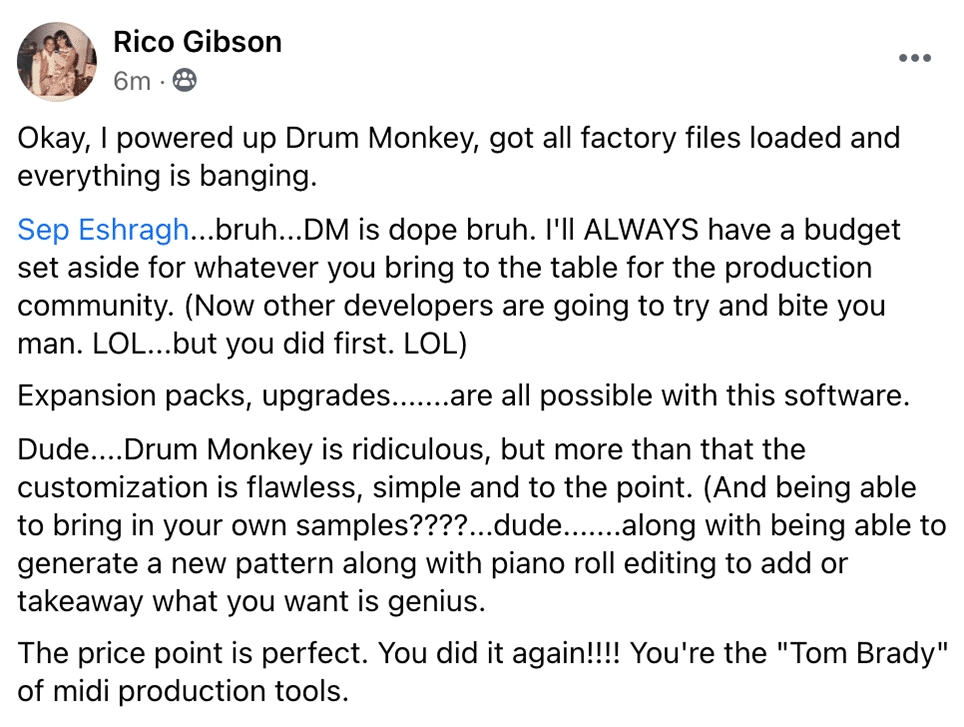 Rico Gibson
6m ·
Okay, I powered up Drum Monkey, got all factory files loaded and
everything is banging.
Sep Eshragh...bruh...DM is dope bruh. I'll ALWAYS have a budget
set aside for whatever you bring to the table for the production
community. (Now other developers are going to try and bite you
man. LOL...but you did first. LOL)
Expansion packs, upgrades.......are all possible with this software.
Dude....Drum Monkey is ridiculous, but more than that the
customization is flawless, simple and to the point. (And being able
to bring in your own samples????...dude.......along with being able to
generate a new pattern along with piano roll editing to add or
takeaway what you want is genius.
The price point is perfect. You did it again!!!! You're the "Tom Brady"
of midi production tools.